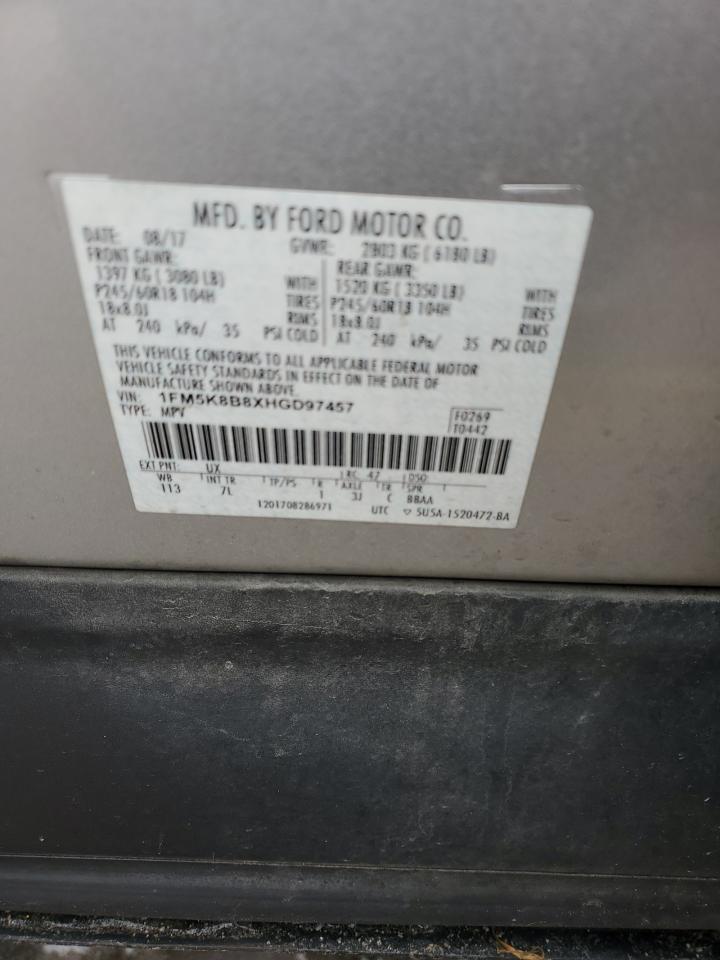 MFD. BY FORD MOTOR CO.
DATE: 08/17 GVWR: 2803 KG ( 6180 LB)
FRONT GAWR: REAR GAWR:
1397 KG ( 3080 LB) WITH 1520 KG ( 3350 LB) WITH
P245/60R18 104H TIRES P245/60R18 104H TIRES
18x8.0J RIMS 18x8.0J RIMS
AT 240 kPa/ 35 PSI COLD AT 240 kPa/ 35 PSI COLD
THIS VEHICLE CONFORMS TO ALL APPLICABLE FEDERAL MOTOR
VEHICLE SAFETY STANDARDS IN EFFECT ON THE DATE OF
MANUFACTURE SHOWN ABOVE.
VIN: 1FM5K8B8XHGD97457 F0269
TYPE: MPV T0442
EXT PNT: UX RC: 47 DSO:
WB INT TR TP/PS R AXLE TR SPR
113 7L 1 3J C BBAA
1201708286971 UTC ▽ 5U5A-1520472-BA